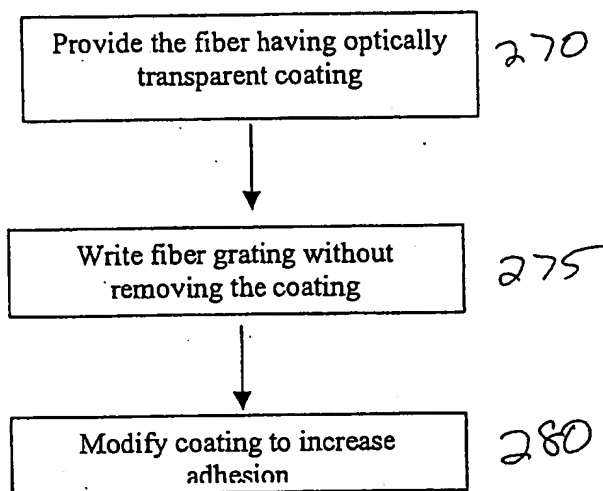 Provide the fiber having optically 270
transparent coating
Write fiber grating without 275
removing the coating
Modify coating to increase 280
adhesion